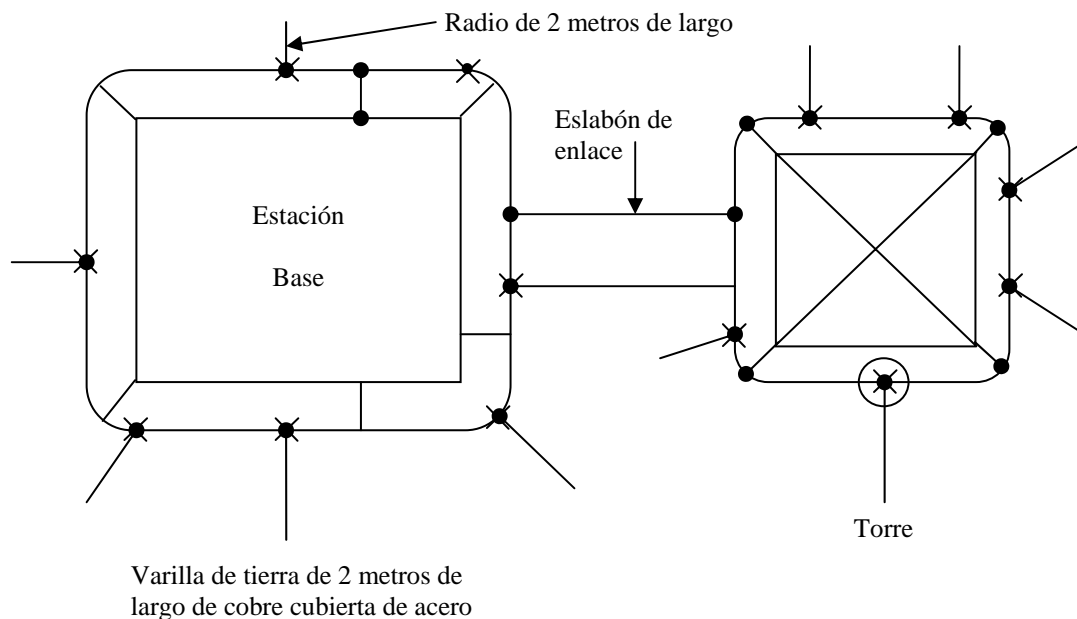 Radio de 2 metros de largo
Eslabón de
enlace
Estación
Base
Torre
Varilla de tierra de 2 metros de
largo de cobre cubierta de acero